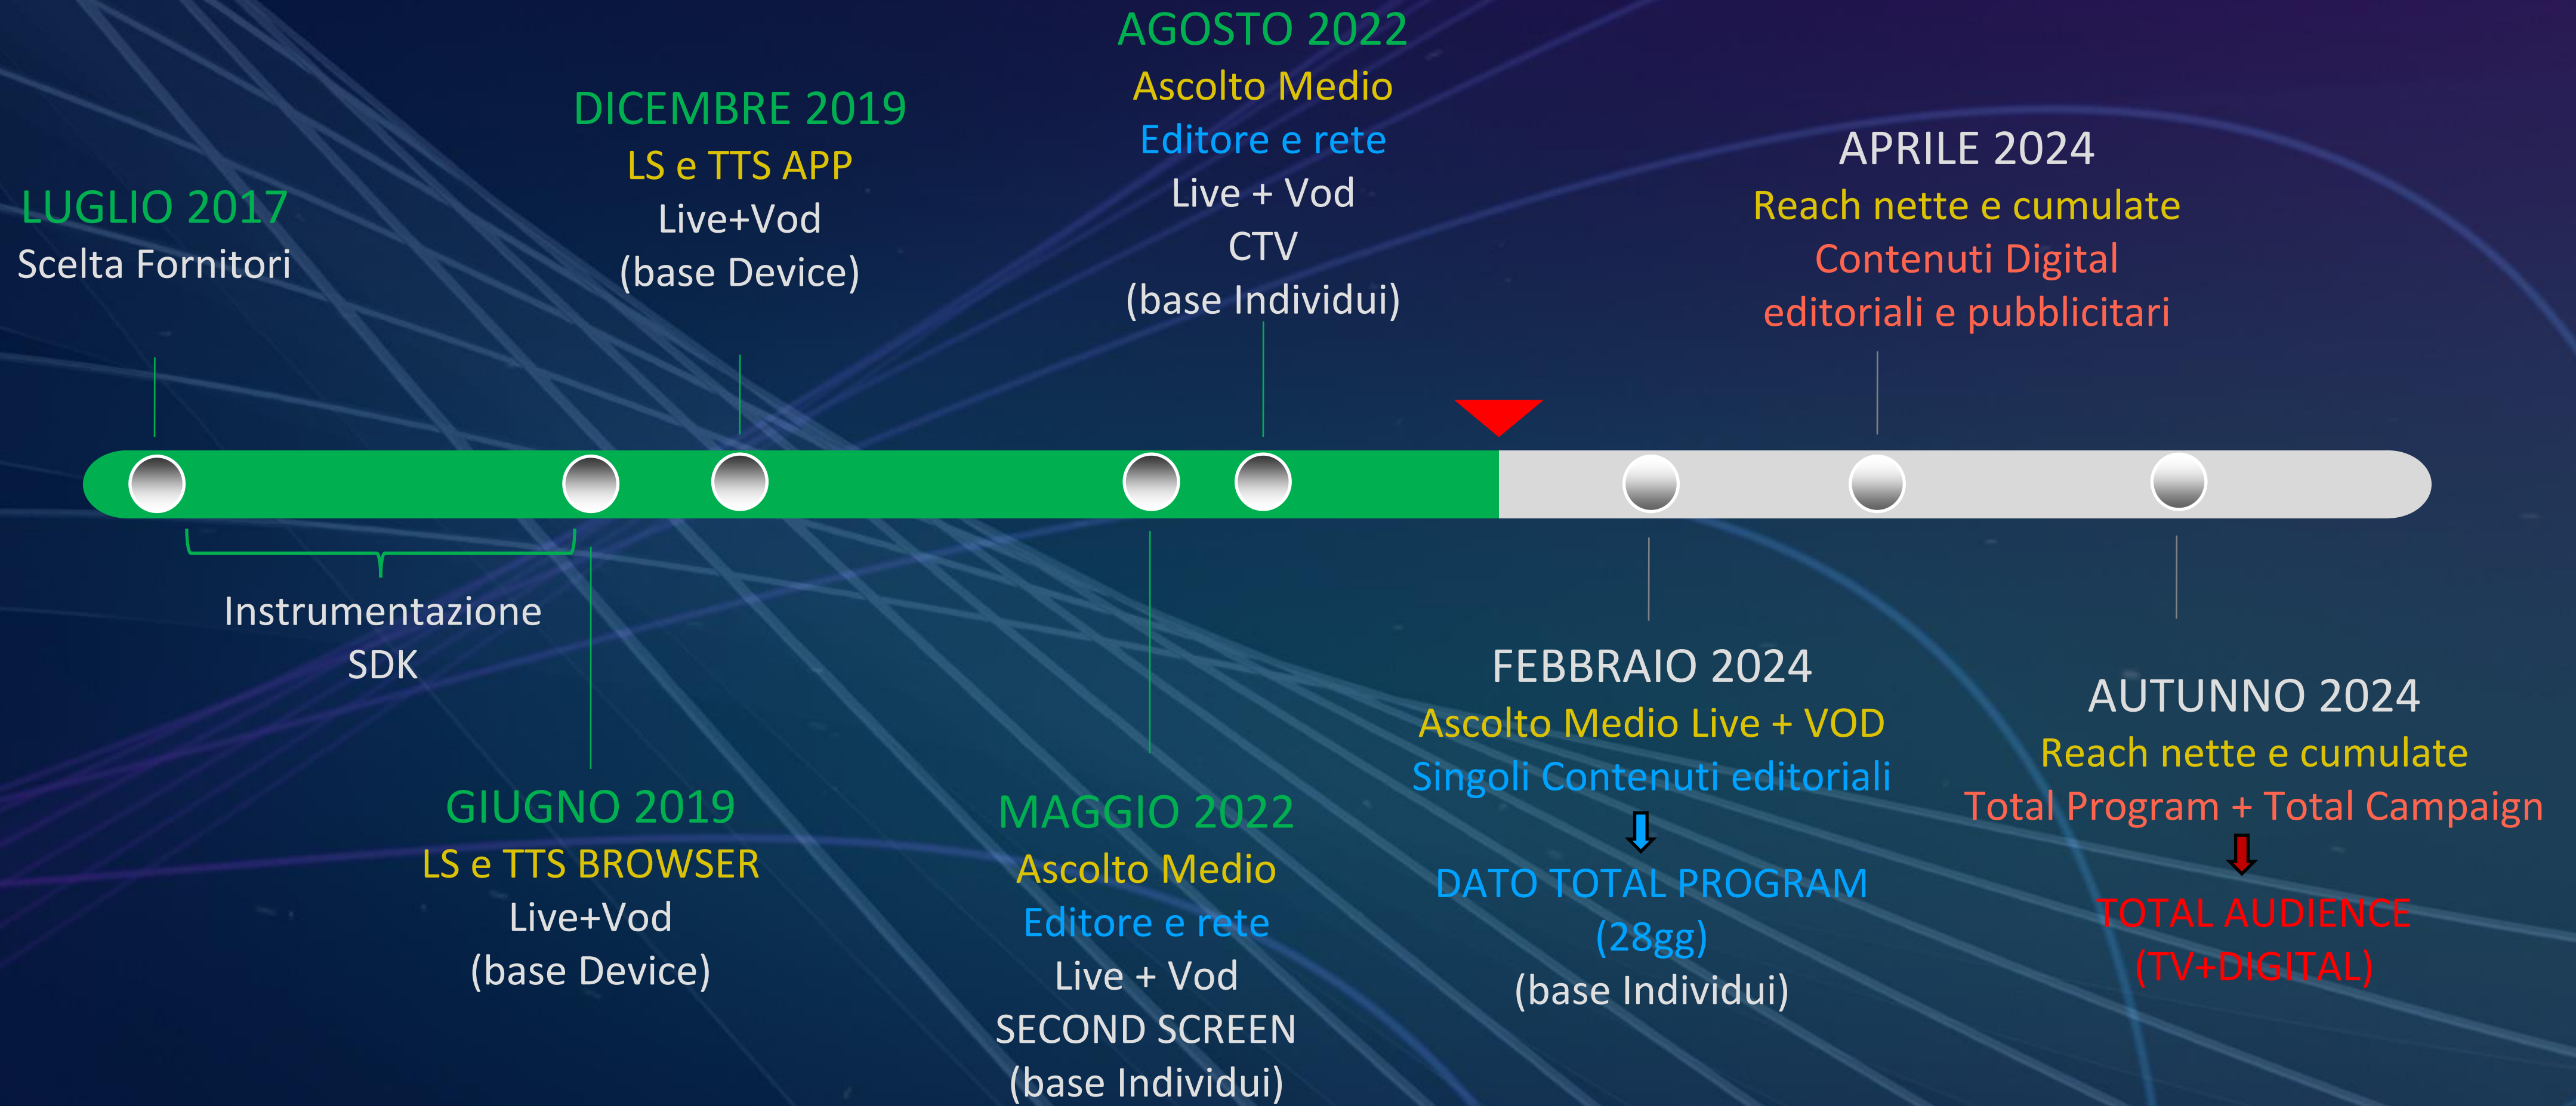 LUGLIO 2017
Scelta Fornitori
Instrumentazione
SDK
GIUGNO 2019
LS e TTS BROWSER
Live+Vod
(base Device)
DICEMBRE 2019
LS e TTS APP
Live+Vod
(base Device)
MAGGIO 2022
Ascolto Medio
Editore e rete
Live + Vod
SECOND SCREEN
(base Individui)
AGOSTO 2022
Ascolto Medio
Editore e rete
Live + Vod
CTV
(base Individui)
FEBBRAIO 2024
Ascolto Medio Live + VOD
Singoli Contenuti editoriali
DATO TOTAL PROGRAM
(28gg)
(base Individui)
APRILE 2024
Reach nette e cumulate
Contenuti Digital
editoriali e pubblicitari
AUTUNNO 2024
Reach nette e cumulate
Total Program + Total Campaign
TOTAL AUDIENCE
(TV+DIGITAL)